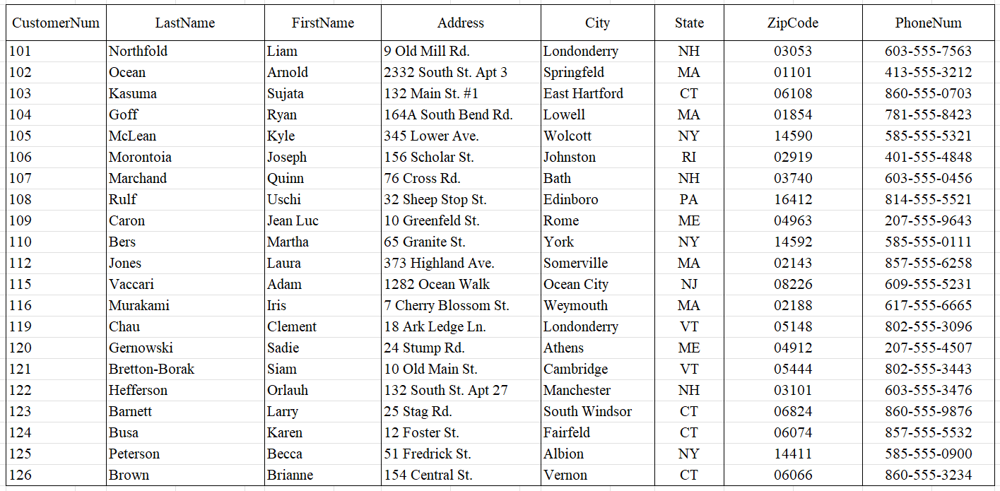 CustomerNum LastName FirstName Address City State ZipCode PhoneNum
101 Northfold Liam 9 Old Mill Rd. Londonderry NH 03053 603-555-7563
102 Ocean Arnold 2332 South St. Apt 3 Springfeld MA 01101 413-555-3212
103 Kasuma Sujata 132 Main St. #1 East Hartford CT 06108 860-555-0703
104 Goff Ryan 164A South Bend Rd. Lowell MA 01854 781-555-8423
105 McLean Kyle 345 Lower Ave. Wolcott NY 14590 585-555-5321
106 Morontoia Joseph 156 Scholar St. Johnston RI 02919 401-555-4848
107 Marchand Quinn 76 Cross Rd. Bath NH 03740 603-555-0456
108 Rulf Uschi 32 Sheep Stop St. Edinboro PA 16412 814-555-5521
109 Caron Jean Luc 10 Greenfeld St. Rome ME 04963 207-555-9643
110 Bers Martha 65 Granite St. York NY 14592 585-555-0111
112 Jones Laura 373 Highland Ave. Somerville MA 02143 857-555-6258
115 Vaccari Adam 1282 Ocean Walk Ocean City NJ 08226 609-555-5231
116 Murakami Iris 7 Cherry Blossom St. Weymouth MA 02188 617-555-6665
119 Chau Clement 18 Ark Ledge Ln. Londonderry VT 05148 802-555-3096
120 Gernowski Sadie 24 Stump Rd. Athens ME 04912 207-555-4507
121 Bretton-Borak Siam 10 Old Main St. Cambridge VT 05444 802-555-3443
122 Hefferson Orlauh 132 South St. Apt 27 Manchester NH 03101 603-555-3476
123 Barnett Larry 25 Stag Rd. South Windsor CT 06824 860-555-9876
124 Busa Karen 12 Foster St. Fairfeld CT 06074 857-555-5532
125 Peterson Becca 51 Fredrick St. Albion NY 14411 585-555-0900
126 Brown Brianne 154 Central St. Vernon CT 06066 860-555-3234